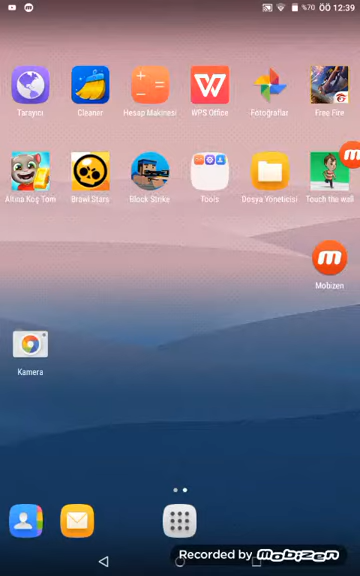 %70 ÖÖ 12:39
Tarayıcı
Cleaner
Hesap Makinesi
WPS Office
Fotoğraflar
Free Fire
Altına Koş Tom
Brawl Stars
Block Strike
Tools
Dosya Yöneticisi
Touch the wall
Mobizen
Kamera
Recorded by mobizen